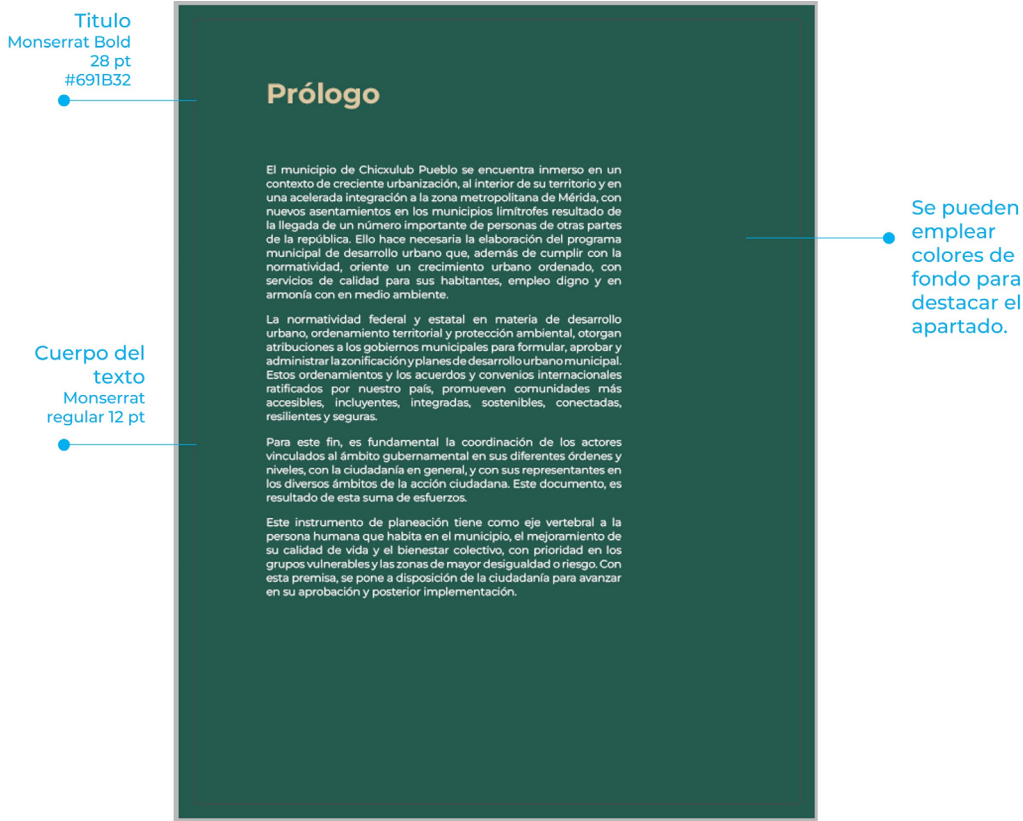 Titulo
Monserrat Bold
28 pt
#691B32
Prólogo
El municipio de Chicxulub Pueblo se encuentra inmerso en un
contexto de creciente urbanización, al interior de su territorio y en
una acelerada integración a la zona metropolitana de Mérida, con
nuevos asentamientos en los municipios limítrofes resultado de
la llegada de un número importante de personas de otras partes
de la república. Ello hace necesaria la elaboración del programa
municipal de desarrollo urbano que, además de cumplir con la
normatividad, oriente un crecimiento urbano ordenado, con
servicios de calidad para sus habitantes, empleo digno y en
armonía con en medio ambiente.
La normatividad federal y estatal en materia de desarrollo
urbano, ordenamiento territorial y protección ambiental, otorgan
atribuciones a los gobiernos municipales para formular, aprobar y
administrar la zonificación y planes de desarrollo urbano municipal.
Estos ordenamientos y los acuerdos y convenios internacionales
ratificados por nuestro país, promueven comunidades más
accesibles, incluyentes, integradas, sostenibles, conectadas,
resilientes y seguras.
Para este fin, es fundamental la coordinación de los actores
vinculados al ámbito gubernamental en sus diferentes órdenes y
niveles, con la ciudadanía en general, y con sus representantes en
los diversos ámbitos de la acción ciudadana. Este documento, es
resultado de esta suma de esfuerzos.
Este instrumento de planeación tiene como eje vertebral a la
persona humana que habita en el municipio, el mejoramiento de
su calidad de vida y el bienestar colectivo, con prioridad en los
grupos vulnerables y las zonas de mayor desigualdad o riesgo. Con
esta premisa, se pone a disposición de la ciudadanía para avanzar
en su aprobación y posterior implementación.
Cuerpo del
texto
Monserrat
regular 12 pt
Se pueden
emplear
colores de
fondo para
destacar el
apartado.